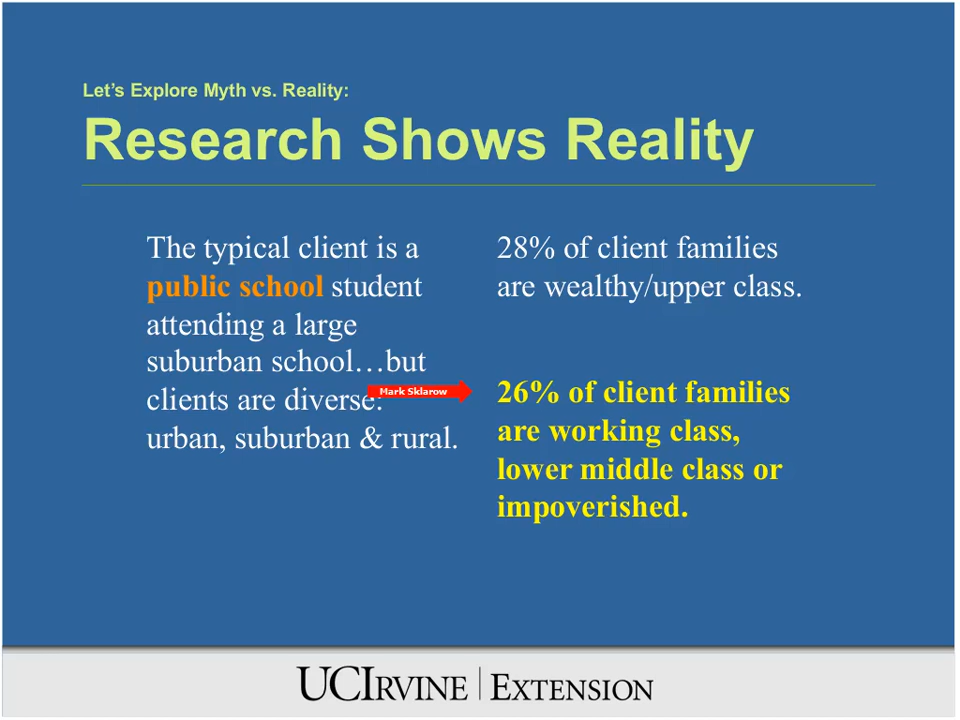 Let’s Explore Myth vs. Reality:
Research Shows Reality
The typical client is a
public school student
attending a large
suburban school…but
clients are diverse:
urban, suburban & rural.
28% of client families
are wealthy/upper class.
Mark Sklarow
26% of client families
are working class,
lower middle class or
impoverished.
UCIRVINE | EXTENSION